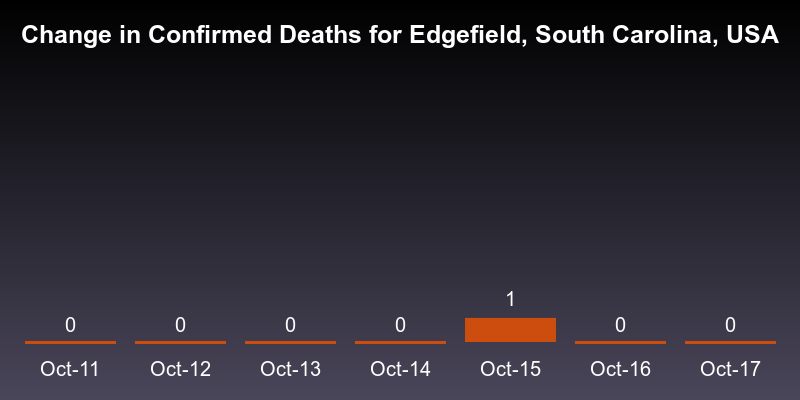 Change in Confirmed Deaths for Edgefield, South Carolina, USA
0 0 0 0 1 0 0
Oct-11 Oct-12 Oct-13 Oct-14 Oct-15 Oct-16 Oct-17